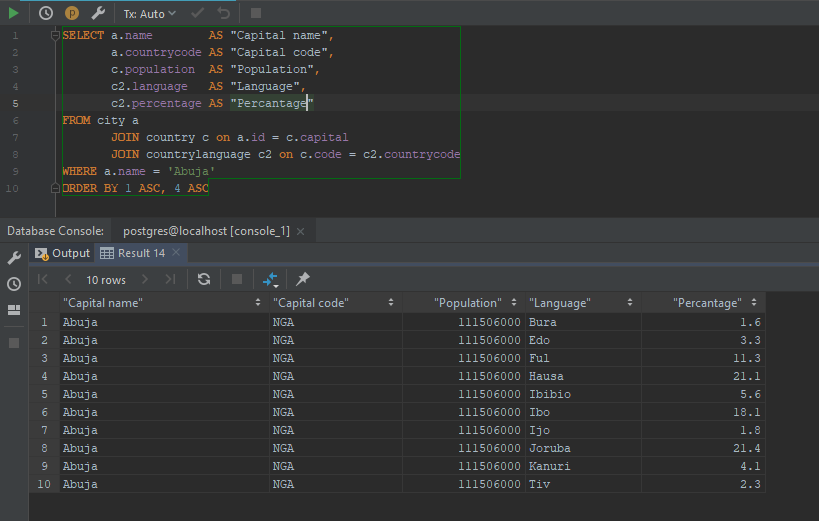 Tx: Auto
1 SELECT a.name        AS "Capital name",
2        a.countrycode AS "Capital code",
3        c.population  AS "Population",
4        c2.language   AS "Language",
5        c2.percentage AS "Percantage"
6 FROM city a
7        JOIN country c on a.id = c.capital
8        JOIN countrylanguage c2 on c.code = c2.countrycode
9 WHERE a.name = 'Abuja'
10 ORDER BY 1 ASC, 4 ASC
Database Console: postgres@localhost [console_1]
Output Result 14
10 rows
"Capital name" "Capital code" "Population" "Language" "Percantage"
1 Abuja NGA 111506000 Bura 1.6
2 Abuja NGA 111506000 Edo 3.3
3 Abuja NGA 111506000 Ful 11.3
4 Abuja NGA 111506000 Hausa 21.1
5 Abuja NGA 111506000 Ibibio 5.6
6 Abuja NGA 111506000 Ibo 18.1
7 Abuja NGA 111506000 Ijo 1.8
8 Abuja NGA 111506000 Joruba 21.4
9 Abuja NGA 111506000 Kanuri 4.1
10 Abuja NGA 111506000 Tiv 2.3